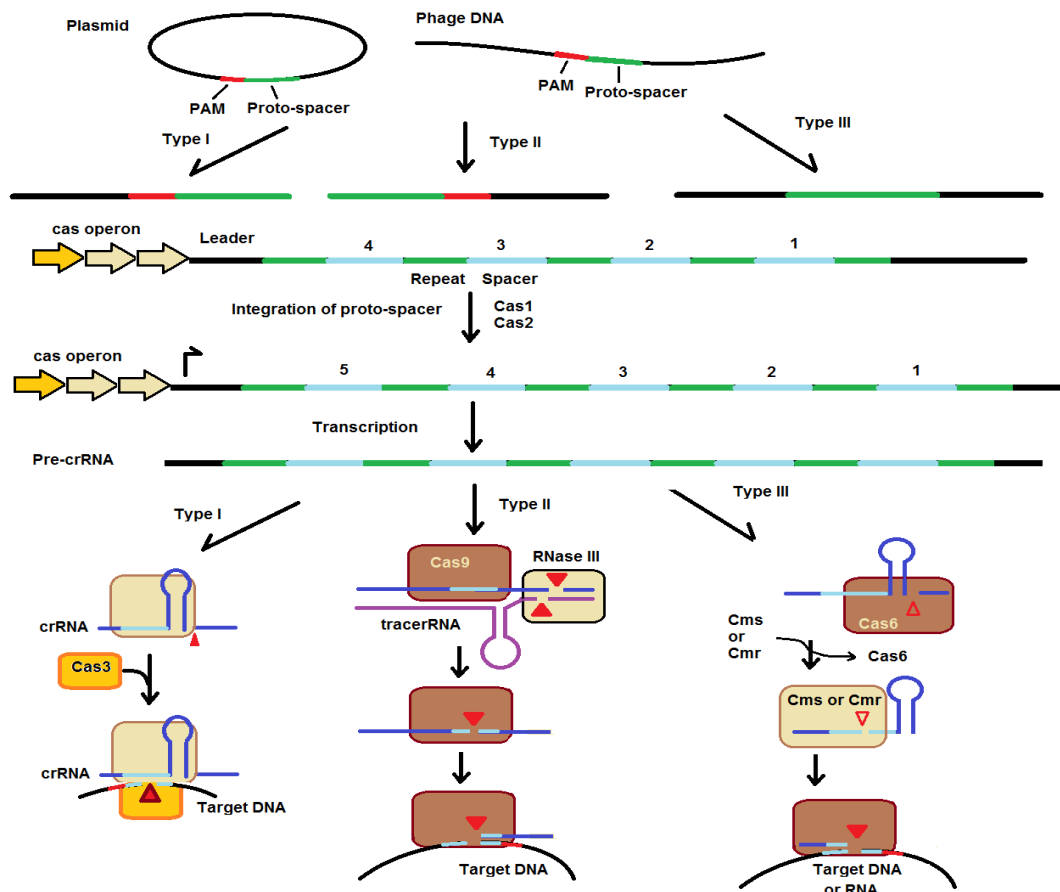 Plasmid
Phage DNA
PAM
Proto-spacer
PAM
Proto-spacer
Type I
Type II
Type III
cas operon
Leader
4
3
2
1
Repeat
Spacer
Integration of proto-spacer
Cas1
Cas2
cas operon
5
4
3
2
1
Transcription
Pre-crRNA
Type I
Type II
Type III
Cas9
RNase III
tracerRNA
crRNA
Cas3
crRNA
Target DNA
Target DNA
Cas6
Cms
or
Cmr
Cas6
Cms or Cmr
Target DNA
or RNA